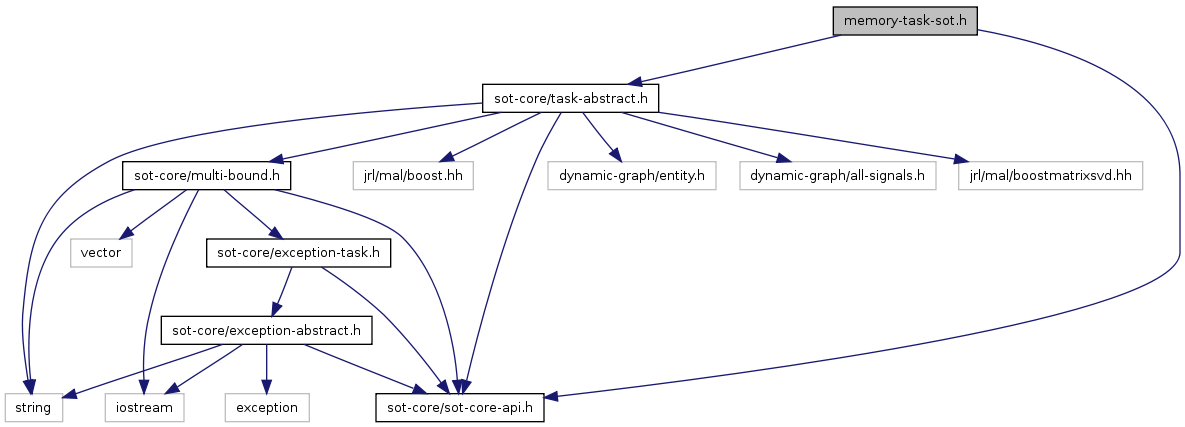 memory-task-sot.h
sot-core/task-abstract.h
sot-core/multi-bound.h
jrl/mal/boost.hh
dynamic-graph/entity.h
dynamic-graph/all-signals.h
jrl/mal/boostmatrixsvd.hh
vector
sot-core/exception-task.h
sot-core/exception-abstract.h
string
iostream
exception
sot-core/sot-core-api.h